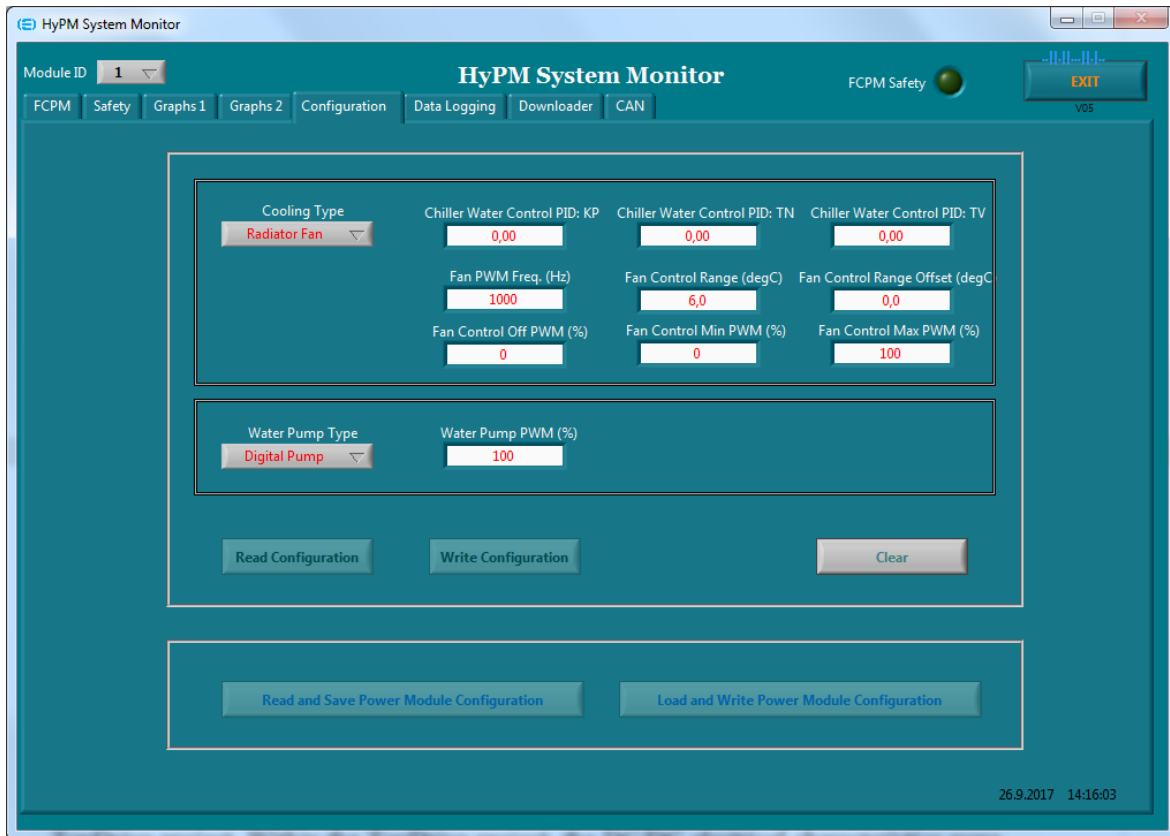 HyPM System Monitor
Module ID 1
HyPM System Monitor
FCPM Safety
EXIT
V05
FCPM Safety Graphs 1 Graphs 2 Configuration Data Logging Downloader CAN
Cooling Type
Radiator Fan
Chiller Water Control PID: KP
0,00
Chiller Water Control PID: TN
0,00
Chiller Water Control PID: TV
0,00
Fan PWM Freq. (Hz)
1000
Fan Control Range (degC)
6,0
Fan Control Range Offset (degC
0,0
Fan Control Off PWM (%)
0
Fan Control Min PWM (%)
0
Fan Control Max PWM (%)
100
Water Pump Type
Digital Pump
Water Pump PWM (%)
100
Read Configuration
Write Configuration
Clear
Read and Save Power Module Configuration
Load and Write Power Module Configuration
26.9.2017 14:16:03